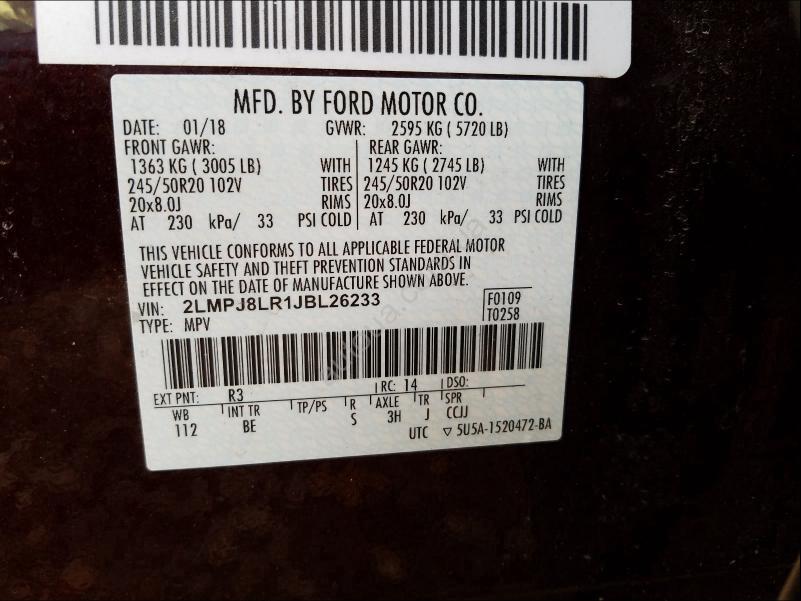 MFD. BY FORD MOTOR CO.
DATE: 01/18 GVWR: 2595 KG ( 5720 LB)
FRONT GAWR: REAR GAWR:
1363 KG ( 3005 LB) WITH 1245 KG ( 2745 LB) WITH
245/50R20 102V TIRES 245/50R20 102V TIRES
20x8.0J RIMS 20x8.0J RIMS
AT 230 kPa/ 33 PSI COLD AT 230 kPa/ 33 PSI COLD
THIS VEHICLE CONFORMS TO ALL APPLICABLE FEDERAL MOTOR
VEHICLE SAFETY AND THEFT PREVENTION STANDARDS IN
EFFECT ON THE DATE OF MANUFACTURE SHOWN ABOVE.
VIN: 2LMPJ8LR1JBL26233 F0109
TYPE: MPV T0258
EXT PNT: R3 RC: 14 DSO:
WB INT TR TP/PS R AXLE TR SPR
112 BE S 3H J CCJJ
UTC ▽ 5U5A-1520472-BA